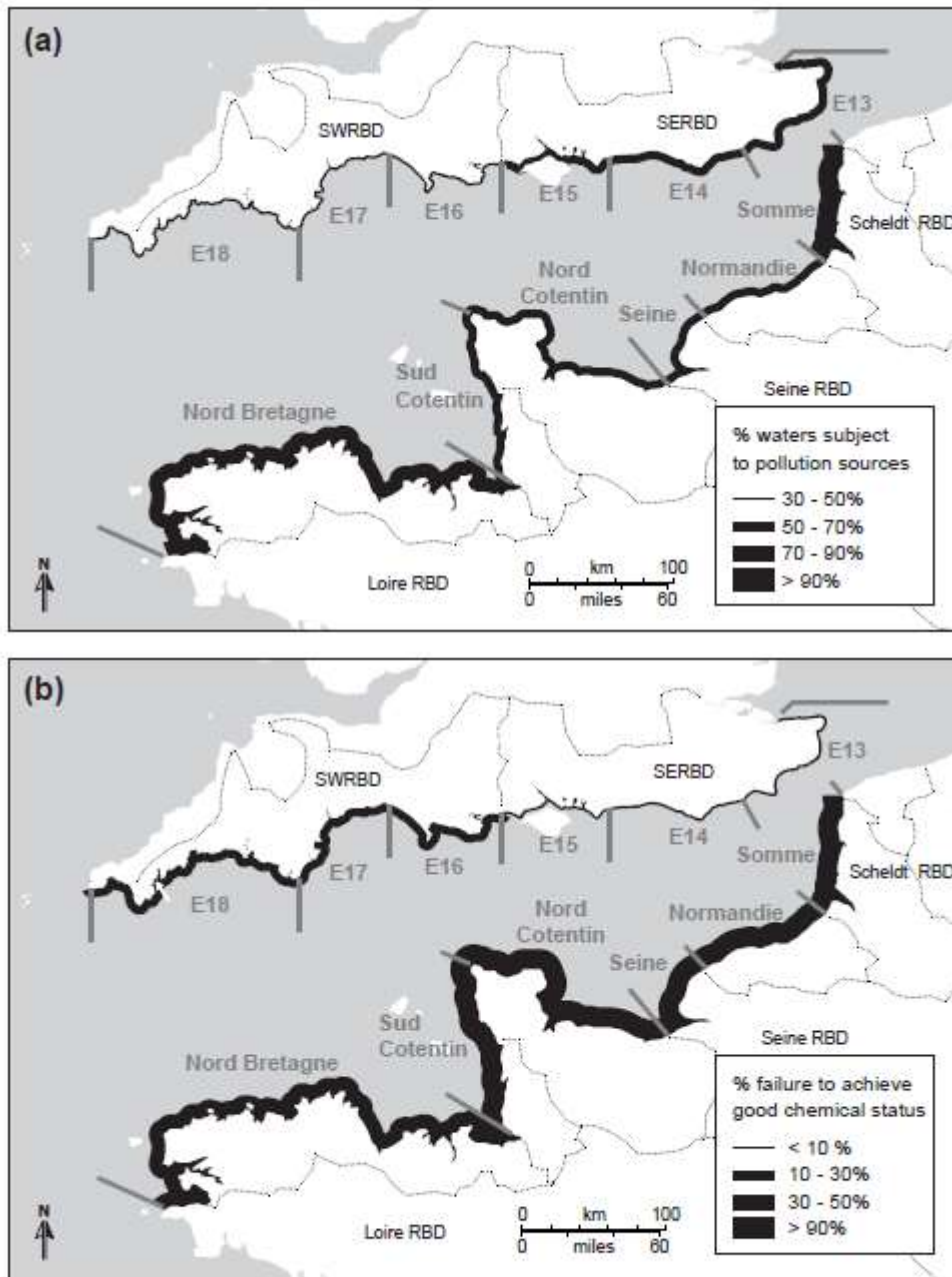 (a)
E13
SWRBD
SERBD
E17
E16
E15
E14
E18
Somme
Scheldt RBD
Nord
Cotentin
Normandie
Seine
Sud
Cotentin
Nord Bretagne
Seine RBD
% waters subject
to pollution sources
30 - 50%
50 - 70%
70 - 90%
> 90%
N
0 km 100
0 miles 60
Loire RBD
(b)
E13
SWRBD
SERBD
E17
E16
E15
E14
E18
Somme
Scheldt RBD
Nord
Cotentin
Normandie
Seine
Sud
Cotentin
Nord Bretagne
Seine RBD
% failure to achieve
good chemical status
< 10 %
10 - 30%
30 - 50%
> 90%
N
0 km 100
0 miles 60
Loire RBD